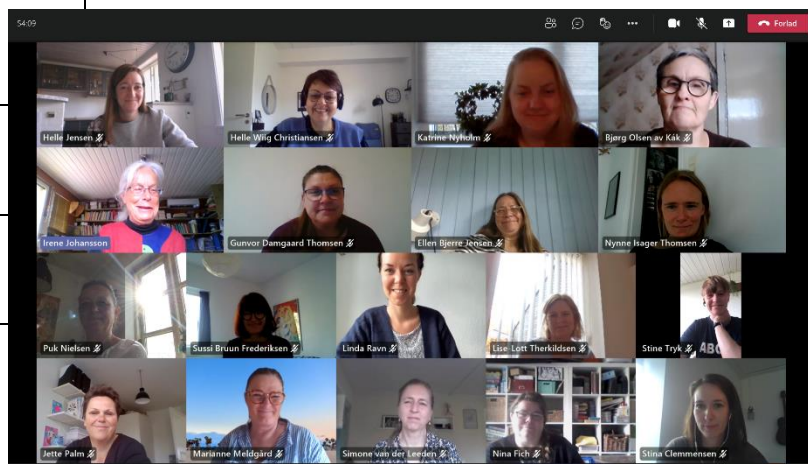 54:09
Forlad
Helle Jensen
Helle Wiig Christiansen
Katrine Nyholm
Bjørg Olsen av Kák
Irene Johansson
Gunvor Damgaard Thomsen
Ellen Bjerre Jensen
Nynne Isager Thomsen
Puk Nielsen
Sussi Bruun Frederiksen
Linda Ravn
Lise-Lott Therkildsen
Stine Tryk
ABC
Jette Palm
Marianne Meldgård
Simone van der Leeden
Nina Fich
Stina Clemmensen